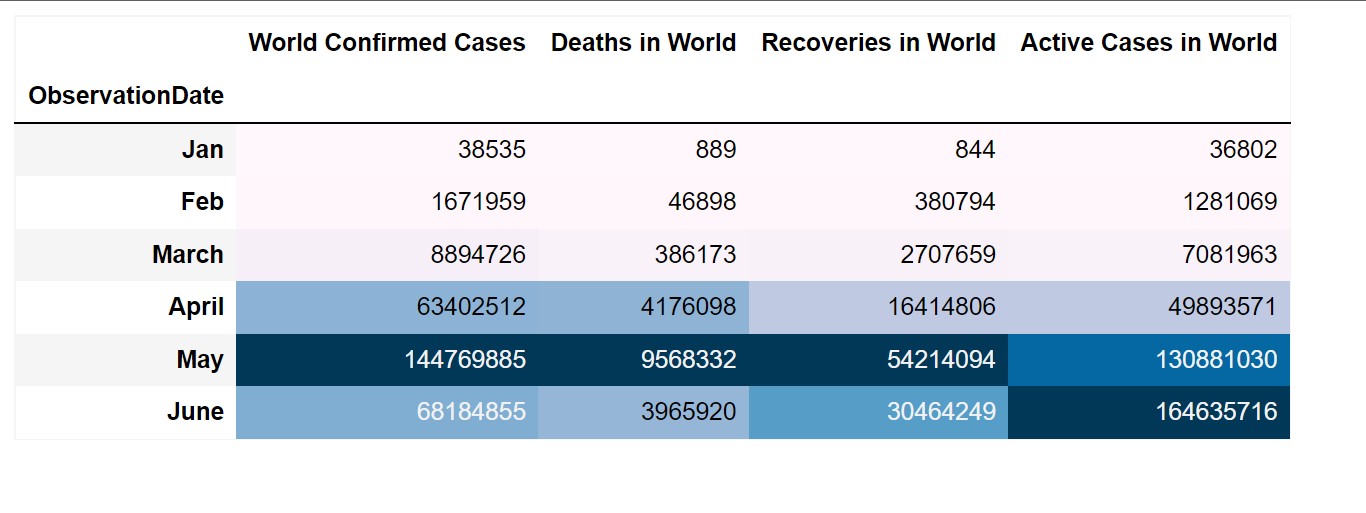 World Confirmed Cases Deaths in World Recoveries in World Active Cases in World
ObservationDate
Jan 38535 889 844 36802
Feb 1671959 46898 380794 1281069
March 8894726 386173 2707659 7081963
April 63402512 4176098 16414806 49893571
May 144769885 9568332 54214094 130881030
June 68184855 3965920 30464249 164635716